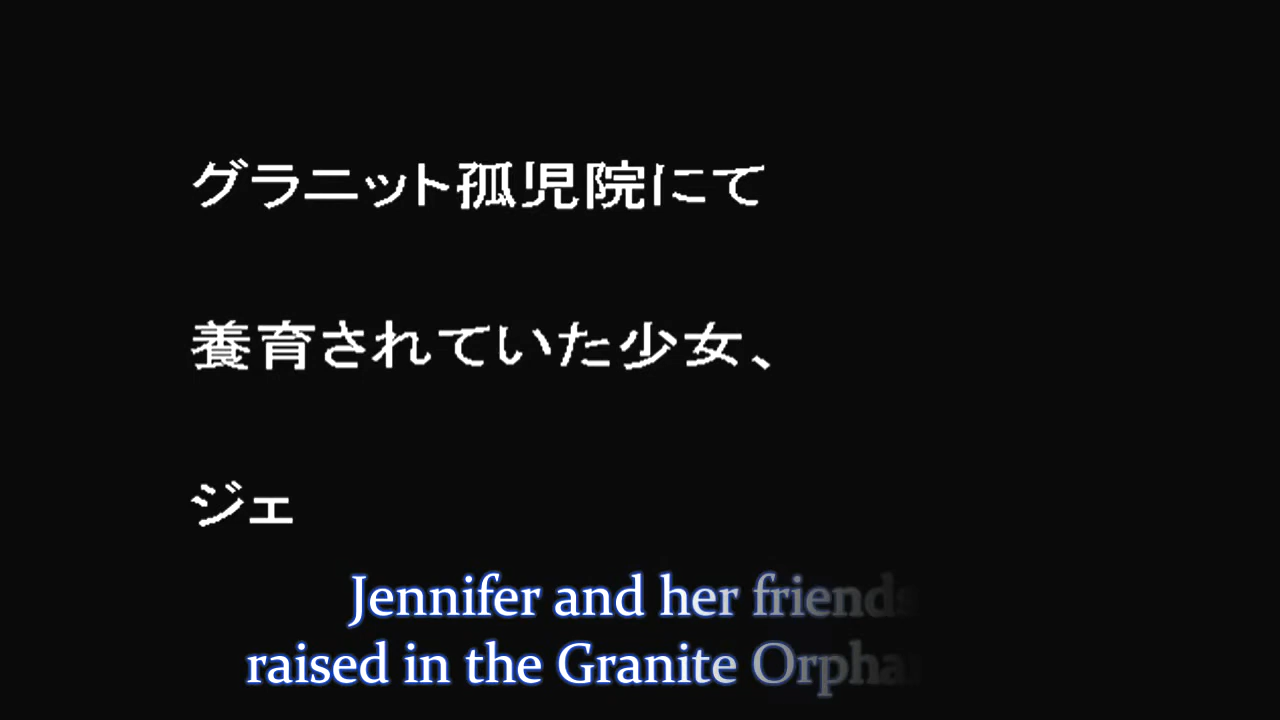 グラニット孤児院にて
養育されていた少女、
ジェ
Jennifer and her friends
raised in the Granite